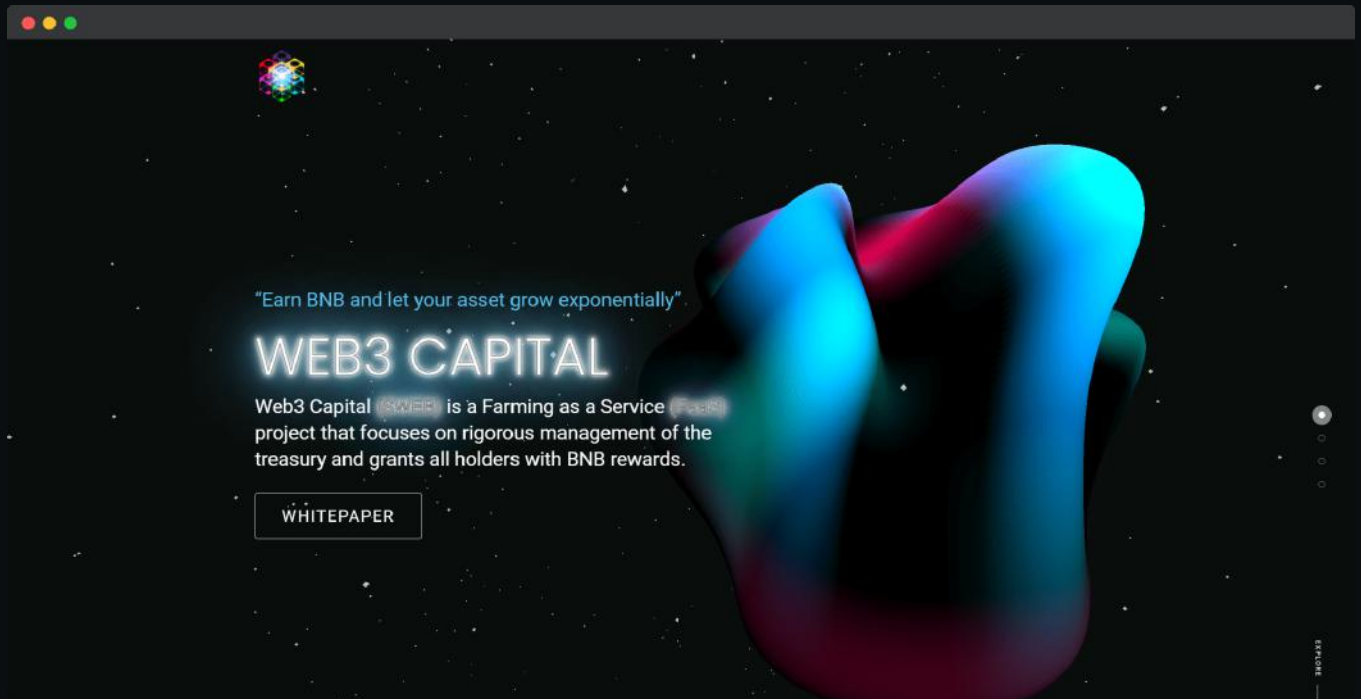 “Earn BNB and let your asset grow exponentially”
WEB3 CAPITAL
Web3 Capital is a Farming as a Service
project that focuses on rigorous management of the
treasury and grants all holders with BNB rewards.
WHITEPAPER
EXPLORE